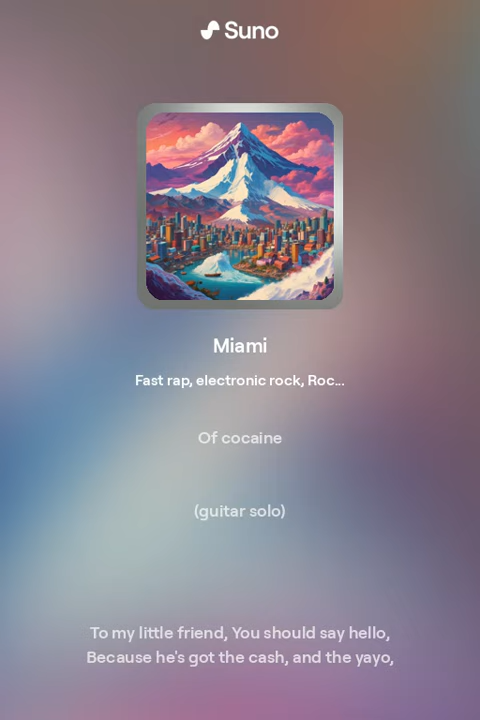 Suno
Miami
Fast rap, electronic rock, Roc...
Of cocaine
(guitar solo)
To my little friend, You should say hello,
Because he's got the cash, and the yayo,